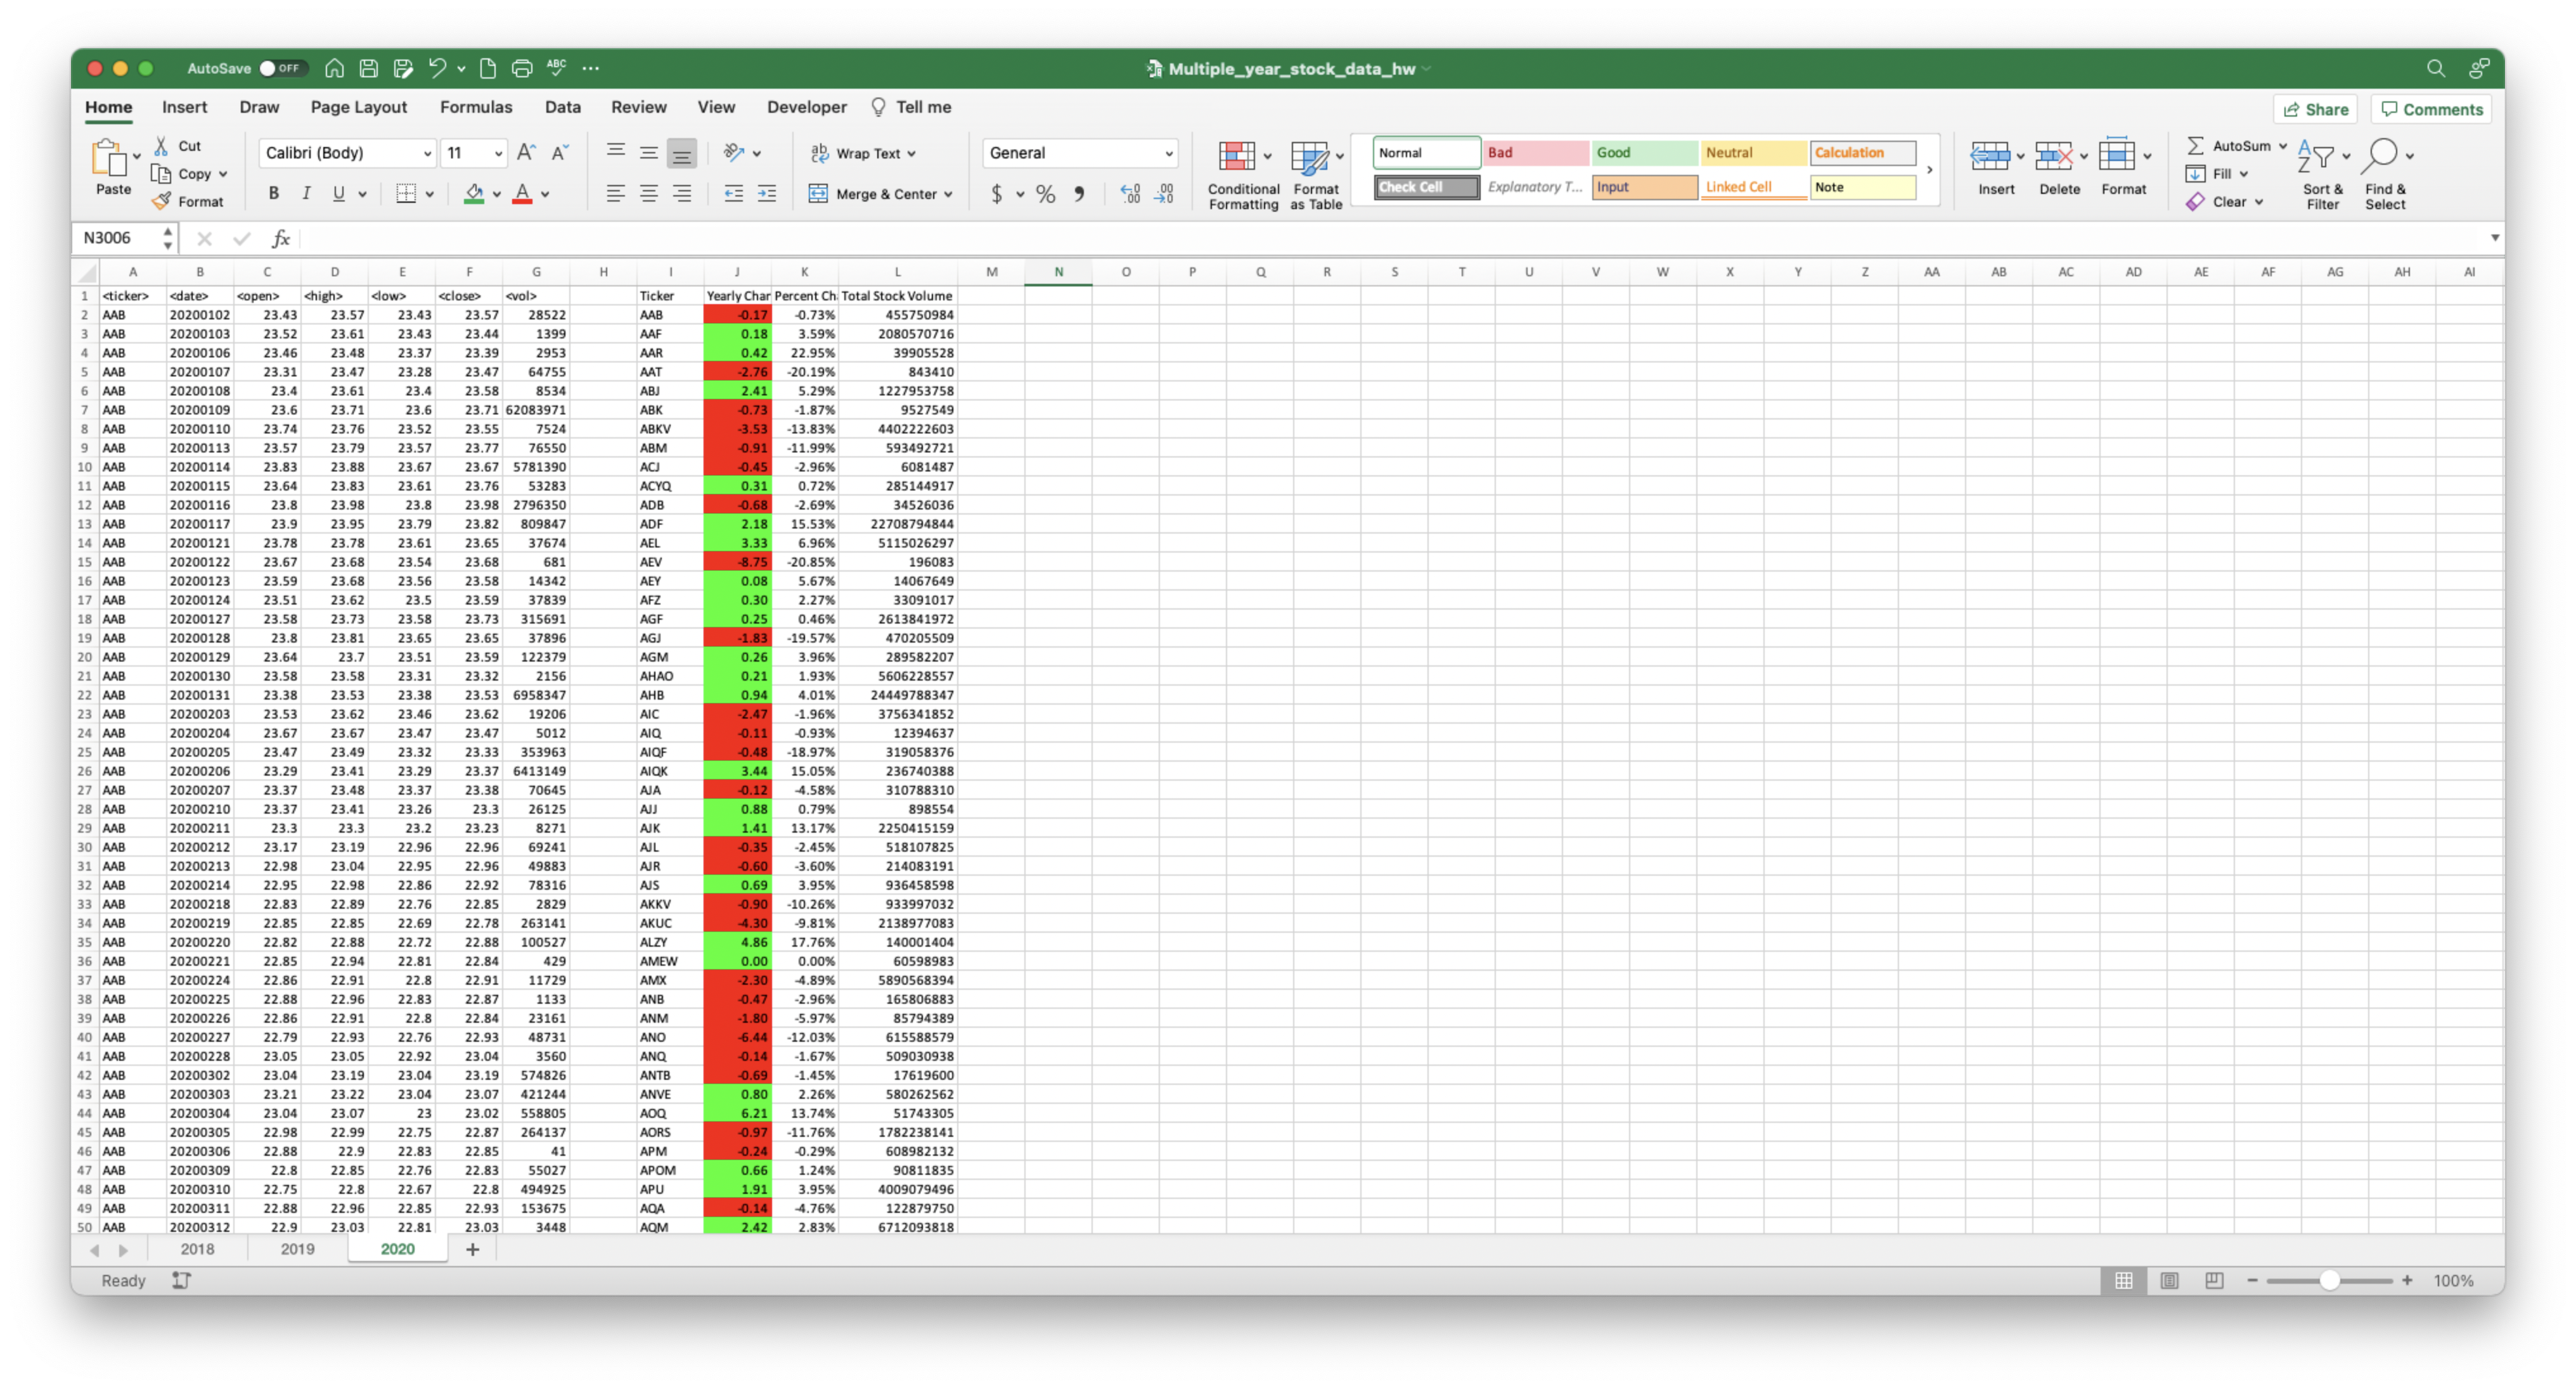 AutoSave OFF ABC ... Multiple_year_stock_data_hw
Home Insert Draw Page Layout Formulas Data Review View Developer Tell me Share Comments
Paste Cut Copy Format
Calibri (Body) 11 A A
B I U A
ab Wrap Text
Merge & Center
General
$ % , .00 .00
Conditional Formatting Format as Table
Normal Bad Good Neutral Calculation
Check Cell Explanatory T... Input Linked Cell Note
Insert Delete Format
AutoSum Fill Clear
Sort & Filter Find & Select
N3006 fx
A B C D E F G H I J K L M N O P Q R S T U V W X Y Z AA AB AC AD AE AF AG AH AI
1 <ticker> <date> <open> <high> <low> <close> <vol> Ticker Yearly Char Percent Ch Total Stock Volume
2 AAB 20200102 23.43 23.57 23.43 23.57 28522 AAB -0.17 -0.73% 455750984
3 AAB 20200103 23.52 23.61 23.43 23.44 1399 AAF 0.18 3.59% 2080570716
4 AAB 20200106 23.46 23.48 23.37 23.39 2953 AAR 0.42 22.95% 39905528
5 AAB 20200107 23.31 23.47 23.28 23.47 64755 AAT -2.76 -20.19% 843410
6 AAB 20200108 23.4 23.61 23.4 23.58 8534 ABJ 2.41 5.29% 1227953758
7 AAB 20200109 23.6 23.71 23.6 23.71 62083971 ABK -0.73 -1.87% 9527549
8 AAB 20200110 23.74 23.76 23.52 23.55 7524 ABKV -3.53 -13.83% 4402222603
9 AAB 20200113 23.57 23.79 23.57 23.77 76550 ABM -0.91 -11.99% 593492721
10 AAB 20200114 23.83 23.88 23.67 23.67 5781390 ACJ -0.45 -2.96% 6081487
11 AAB 20200115 23.64 23.83 23.61 23.76 53283 ACYQ 0.31 0.72% 285144917
12 AAB 20200116 23.8 23.98 23.8 23.98 2796350 ADB -0.68 -2.69% 34526036
13 AAB 20200117 23.9 23.95 23.79 23.82 809847 ADF 2.18 15.53% 22708794844
14 AAB 20200121 23.78 23.78 23.61 23.65 37674 AEL 3.33 6.96% 5115026297
15 AAB 20200122 23.67 23.68 23.54 23.68 681 AEV -8.75 -20.85% 196083
16 AAB 20200123 23.59 23.68 23.56 23.58 14342 AEY 0.08 5.67% 14067649
17 AAB 20200124 23.51 23.62 23.5 23.59 37839 AFZ 0.30 2.27% 33091017
18 AAB 20200127 23.58 23.73 23.58 23.73 315691 AGF 0.25 0.46% 2613841972
19 AAB 20200128 23.8 23.81 23.65 23.65 37896 AGJ -1.83 -19.57% 470205509
20 AAB 20200129 23.64 23.7 23.51 23.59 122379 AGM 0.26 3.96% 289582207
21 AAB 20200130 23.58 23.58 23.31 23.32 2156 AHAO 0.21 1.93% 5606228557
22 AAB 20200131 23.38 23.53 23.38 23.53 6958347 AHB 0.94 4.01% 24449788347
23 AAB 20200203 23.53 23.62 23.46 23.62 19206 AIC -2.47 -1.96% 3756341852
24 AAB 20200204 23.67 23.67 23.47 23.47 5012 AIQ -0.11 -0.93% 12394637
25 AAB 20200205 23.47 23.49 23.32 23.33 353963 AIQF -0.48 -18.97% 319058376
26 AAB 20200206 23.29 23.41 23.29 23.37 6413149 AIQK 3.44 15.05% 236740388
27 AAB 20200207 23.37 23.48 23.37 23.38 70645 AJA -0.12 -4.58% 310788310
28 AAB 20200210 23.37 23.41 23.26 23.3 26125 AJJ 0.88 0.79% 898554
29 AAB 20200211 23.3 23.3 23.2 23.23 8271 AJK 1.41 13.17% 2250415159
30 AAB 20200212 23.17 23.19 22.96 22.96 69241 AJL -0.35 -2.45% 518107825
31 AAB 20200213 22.98 23.04 22.95 22.96 49883 AJR -0.60 -3.60% 214083191
32 AAB 20200214 22.95 22.98 22.86 22.92 78316 AJS 0.69 3.95% 936458598
33 AAB 20200218 22.83 22.89 22.76 22.85 2829 AKKV -0.90 -10.26% 933997032
34 AAB 20200219 22.85 22.85 22.69 22.78 263141 AKUC -4.30 -9.81% 2138977083
35 AAB 20200220 22.82 22.88 22.72 22.88 100527 ALZY 4.86 17.76% 140001404
36 AAB 20200221 22.85 22.94 22.81 22.84 429 AMEW 0.00 0.00% 60598983
37 AAB 20200224 22.86 22.91 22.8 22.91 11729 AMX -2.30 -4.89% 5890568394
38 AAB 20200225 22.88 22.96 22.83 22.87 1133 ANB -0.47 -2.96% 165806883
39 AAB 20200226 22.86 22.91 22.8 22.84 23161 ANM -1.80 -5.97% 85794389
40 AAB 20200227 22.79 22.93 22.76 22.93 48731 ANO -6.44 -12.03% 615588579
41 AAB 20200228 23.05 23.05 22.92 23.04 3560 ANQ -0.14 -1.67% 509030938
42 AAB 20200302 23.04 23.19 23.04 23.19 574826 ANTB -0.69 -1.45% 17619600
43 AAB 20200303 23.21 23.22 23.04 23.07 421244 ANVE 0.80 2.26% 580262562
44 AAB 20200304 23.04 23.07 23 23.02 558805 AOQ 6.21 13.74% 51743305
45 AAB 20200305 22.98 22.99 22.75 22.87 264137 AORS -0.97 -11.76% 1782238141
46 AAB 20200306 22.88 22.9 22.83 22.85 41 APM -0.24 -0.29% 608982132
47 AAB 20200309 22.8 22.85 22.76 22.83 55027 APOM 0.66 1.24% 90811835
48 AAB 20200310 22.75 22.8 22.67 22.8 494925 APU 1.91 3.95% 4009079496
49 AAB 20200311 22.88 22.96 22.85 22.93 153675 AQA -0.14 -4.76% 122879750
50 AAB 20200312 22.9 23.03 22.81 23.03 3448 AQM 2.42 2.83% 6712093818
2018 2019 2020 +
Ready 100%